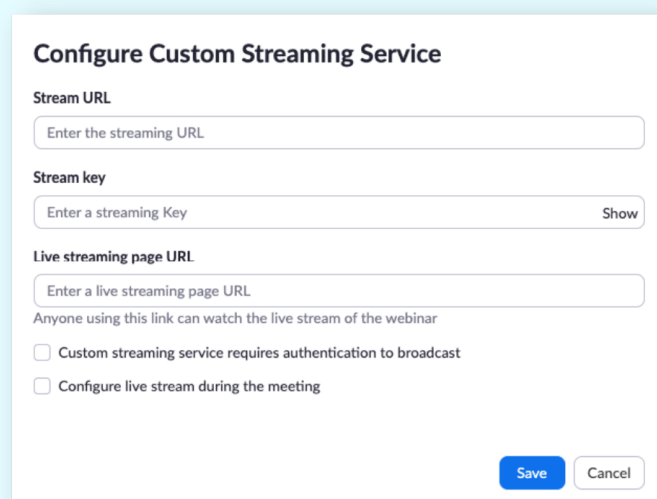 Configure Custom Streaming Service
Stream URL
Enter the streaming URL
Stream key
Enter a streaming Key Show
Live streaming page URL
Enter a live streaming page URL
Anyone using this link can watch the live stream of the webinar
Custom streaming service requires authentication to broadcast
Configure live stream during the meeting
Save Cancel